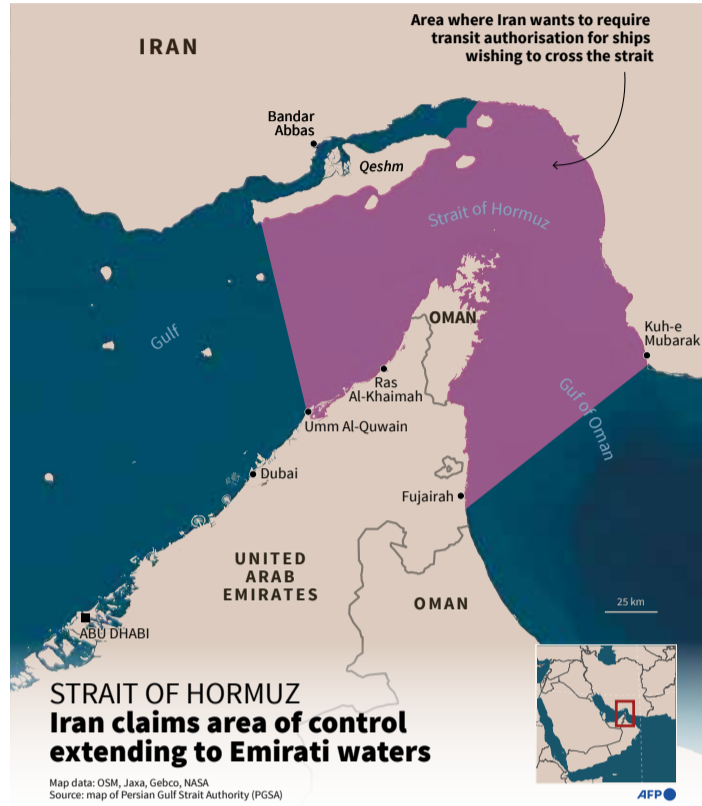 Area where Iran wants to require
transit authorisation for ships
wishing to cross the strait
IRAN
Bandar
Abbas
Qeshm
Strait of Hormuz
OMAN
Kuh-e
Mubarak
Gulf
Ras
Al-Khaimah
Guf of Oman
Umm Al-Quwain
Dubai
Fujairah
UNITED
ARAB
EMIRATES
OMAN
25 km
ABU DHABI
STRAIT OF HORMUZ
Iran claims area of control
extending to Emirati waters
Map data: OSM, Jaxa, Gebco, NASA
Source: map of Persian Gulf Strait Authority (PGSA)
AFP